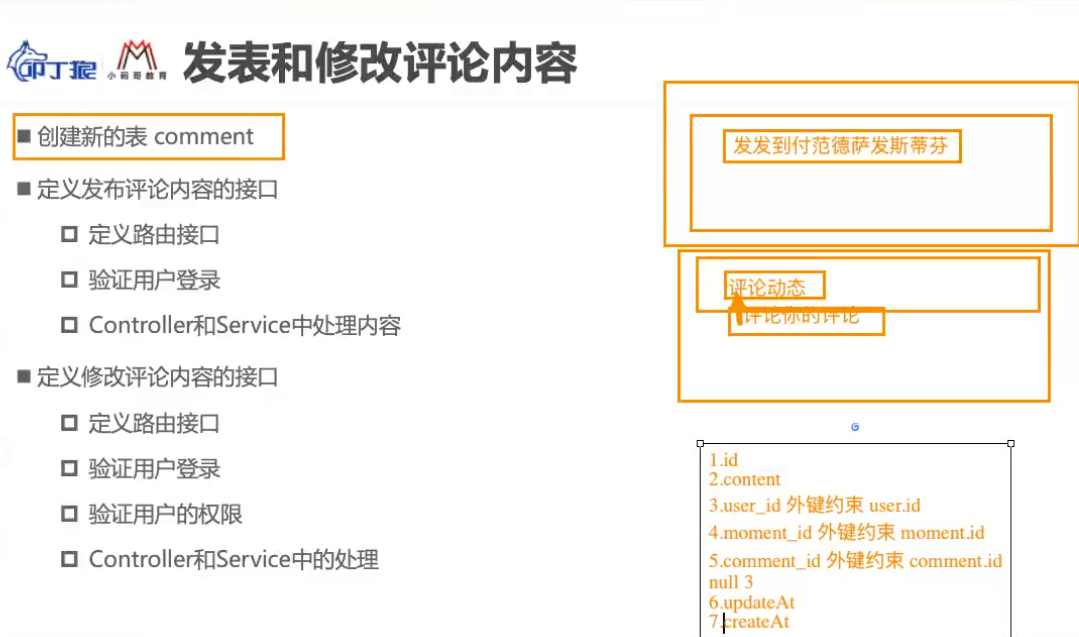 叩丁狼
小码哥教育
发表和修改评论内容
创建新的表 comment
定义发布评论内容的接口
定义路由接口
验证用户登录
Controller和Service中处理内容
定义修改评论内容的接口
定义路由接口
验证用户登录
验证用户的权限
Controller和Service中的处理
发发到付范德萨发斯蒂芬
评论动态
评论你的评论
1.id
2.content
3.user_id 外键约束 user.id
4.moment_id 外键约束 moment.id
5.comment_id 外键约束 comment.id
null 3
6.updateAt
7.createAt